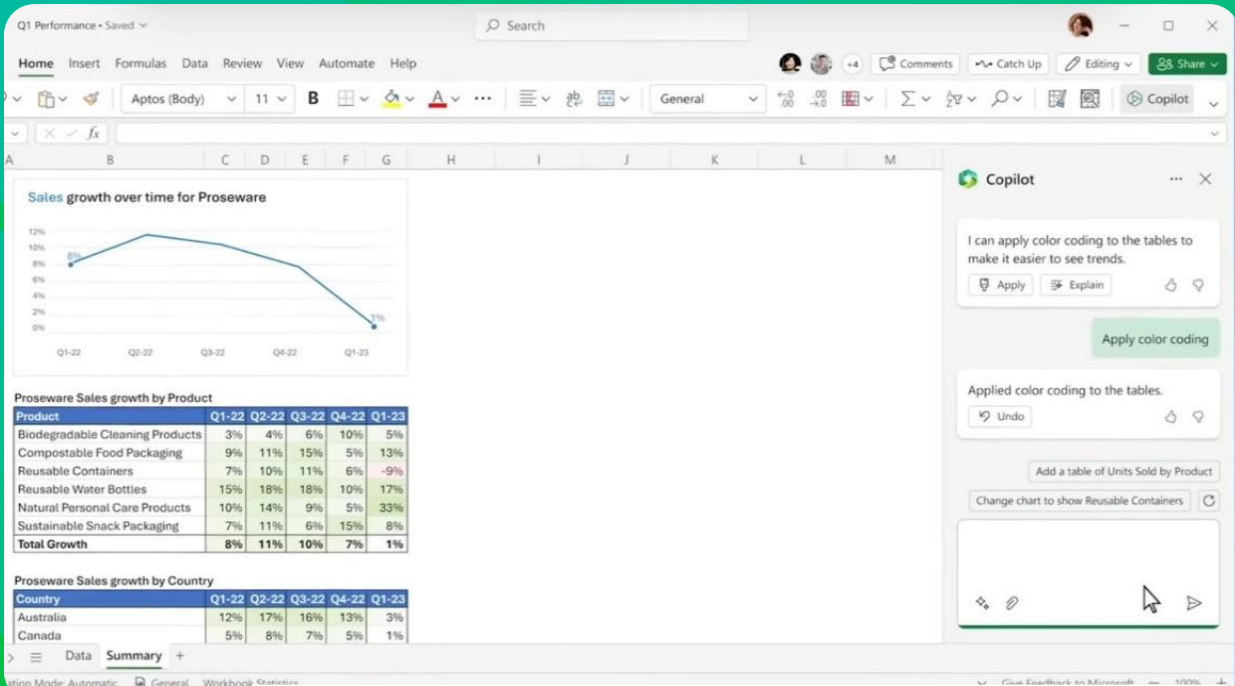 Q1 Performance • Saved
Search
Home Insert Formulas Data Review View Automate Help
+4 Comments Catch Up Editing Share
Aptos (Body) 11 B A General Copilot
fx
A B C D E F G H I J K L M
Sales growth over time for Proseware
12%
10%
8%
6%
4%
2%
0%
8%
1%
Q1-22 Q2-22 Q3-22 Q4-22 Q1-23
Proseware Sales growth by Product
Product Q1-22 Q2-22 Q3-22 Q4-22 Q1-23
Biodegradable Cleaning Products 3% 4% 6% 10% 5%
Compostable Food Packaging 9% 11% 15% 5% 13%
Reusable Containers 7% 10% 11% 6% -9%
Reusable Water Bottles 15% 18% 18% 10% 17%
Natural Personal Care Products 10% 14% 9% 5% 33%
Sustainable Snack Packaging 7% 11% 6% 15% 8%
Total Growth 8% 11% 10% 7% 1%
Proseware Sales growth by Country
Country Q1-22 Q2-22 Q3-22 Q4-22 Q1-23
Australia 12% 17% 16% 13% 3%
Canada 5% 8% 7% 5% 1%
Copilot
I can apply color coding to the tables to
make it easier to see trends.
Apply Explain
Apply color coding
Applied color coding to the tables.
Undo
Add a table of Units Sold by Product
Change chart to show Reusable Containers
Data Summary +
Mode: Automatic General Workbook Statistics
Give Feedback to Microsoft 100%